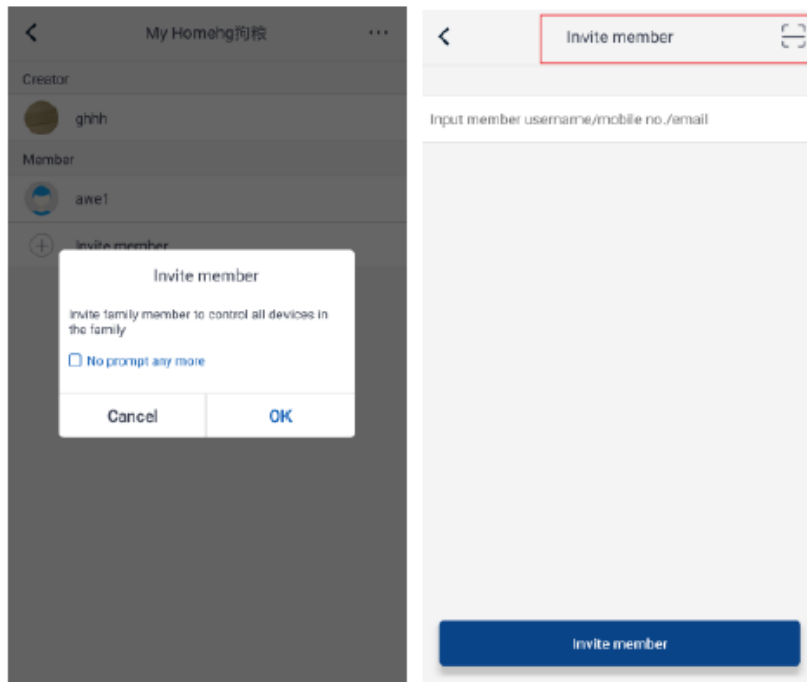 My Homehg狗粮
...
Creator
ghhh
Member
awe1
Invite member
Invite member
Invite family member to control all devices in
the family
No prompt any more
Cancel
OK
Invite member
Input member username/mobile no./email
Invite member